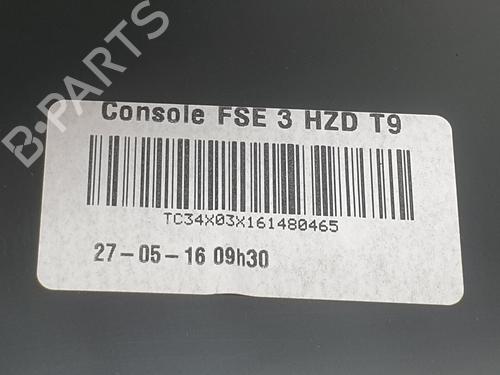 B-PARTS
Console FSE 3 HZD T9
TC34X03X161480465
27-05-16 09h30